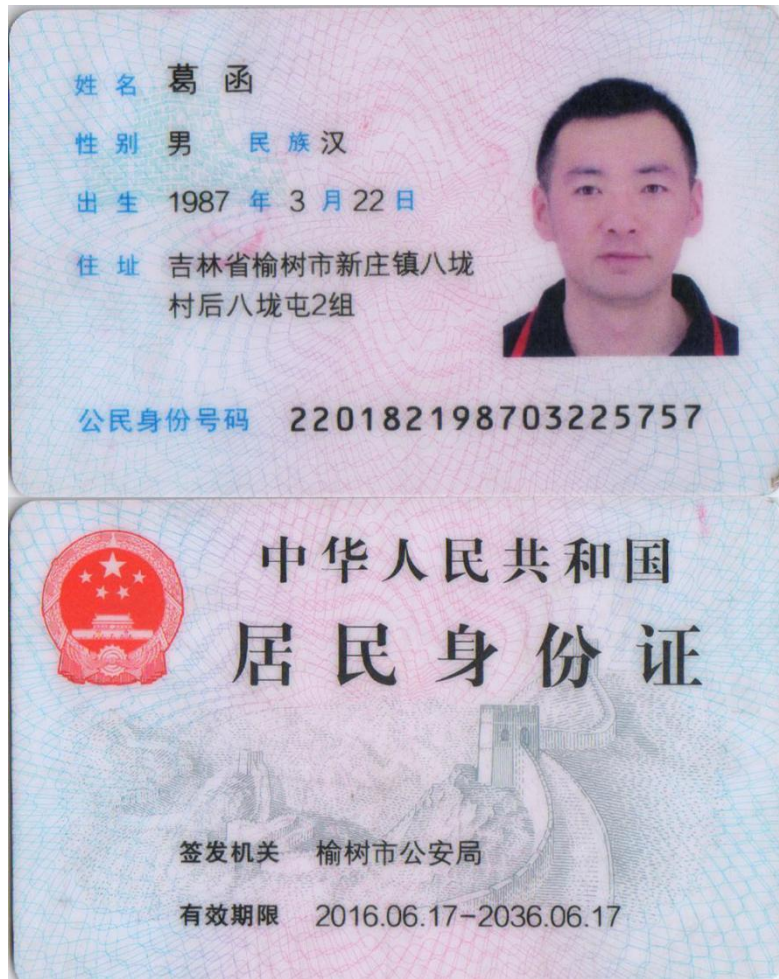 姓名 葛函
性别 男 民族 汉
出生 1987 年 3 月 22 日
住址 吉林省榆树市新庄镇八垅
村后八垅屯2组
公民身份号码 220182198703225757
中华人民共和国
居民身份证
签发机关 榆树市公安局
有效期限 2016.06.17-2036.06.17